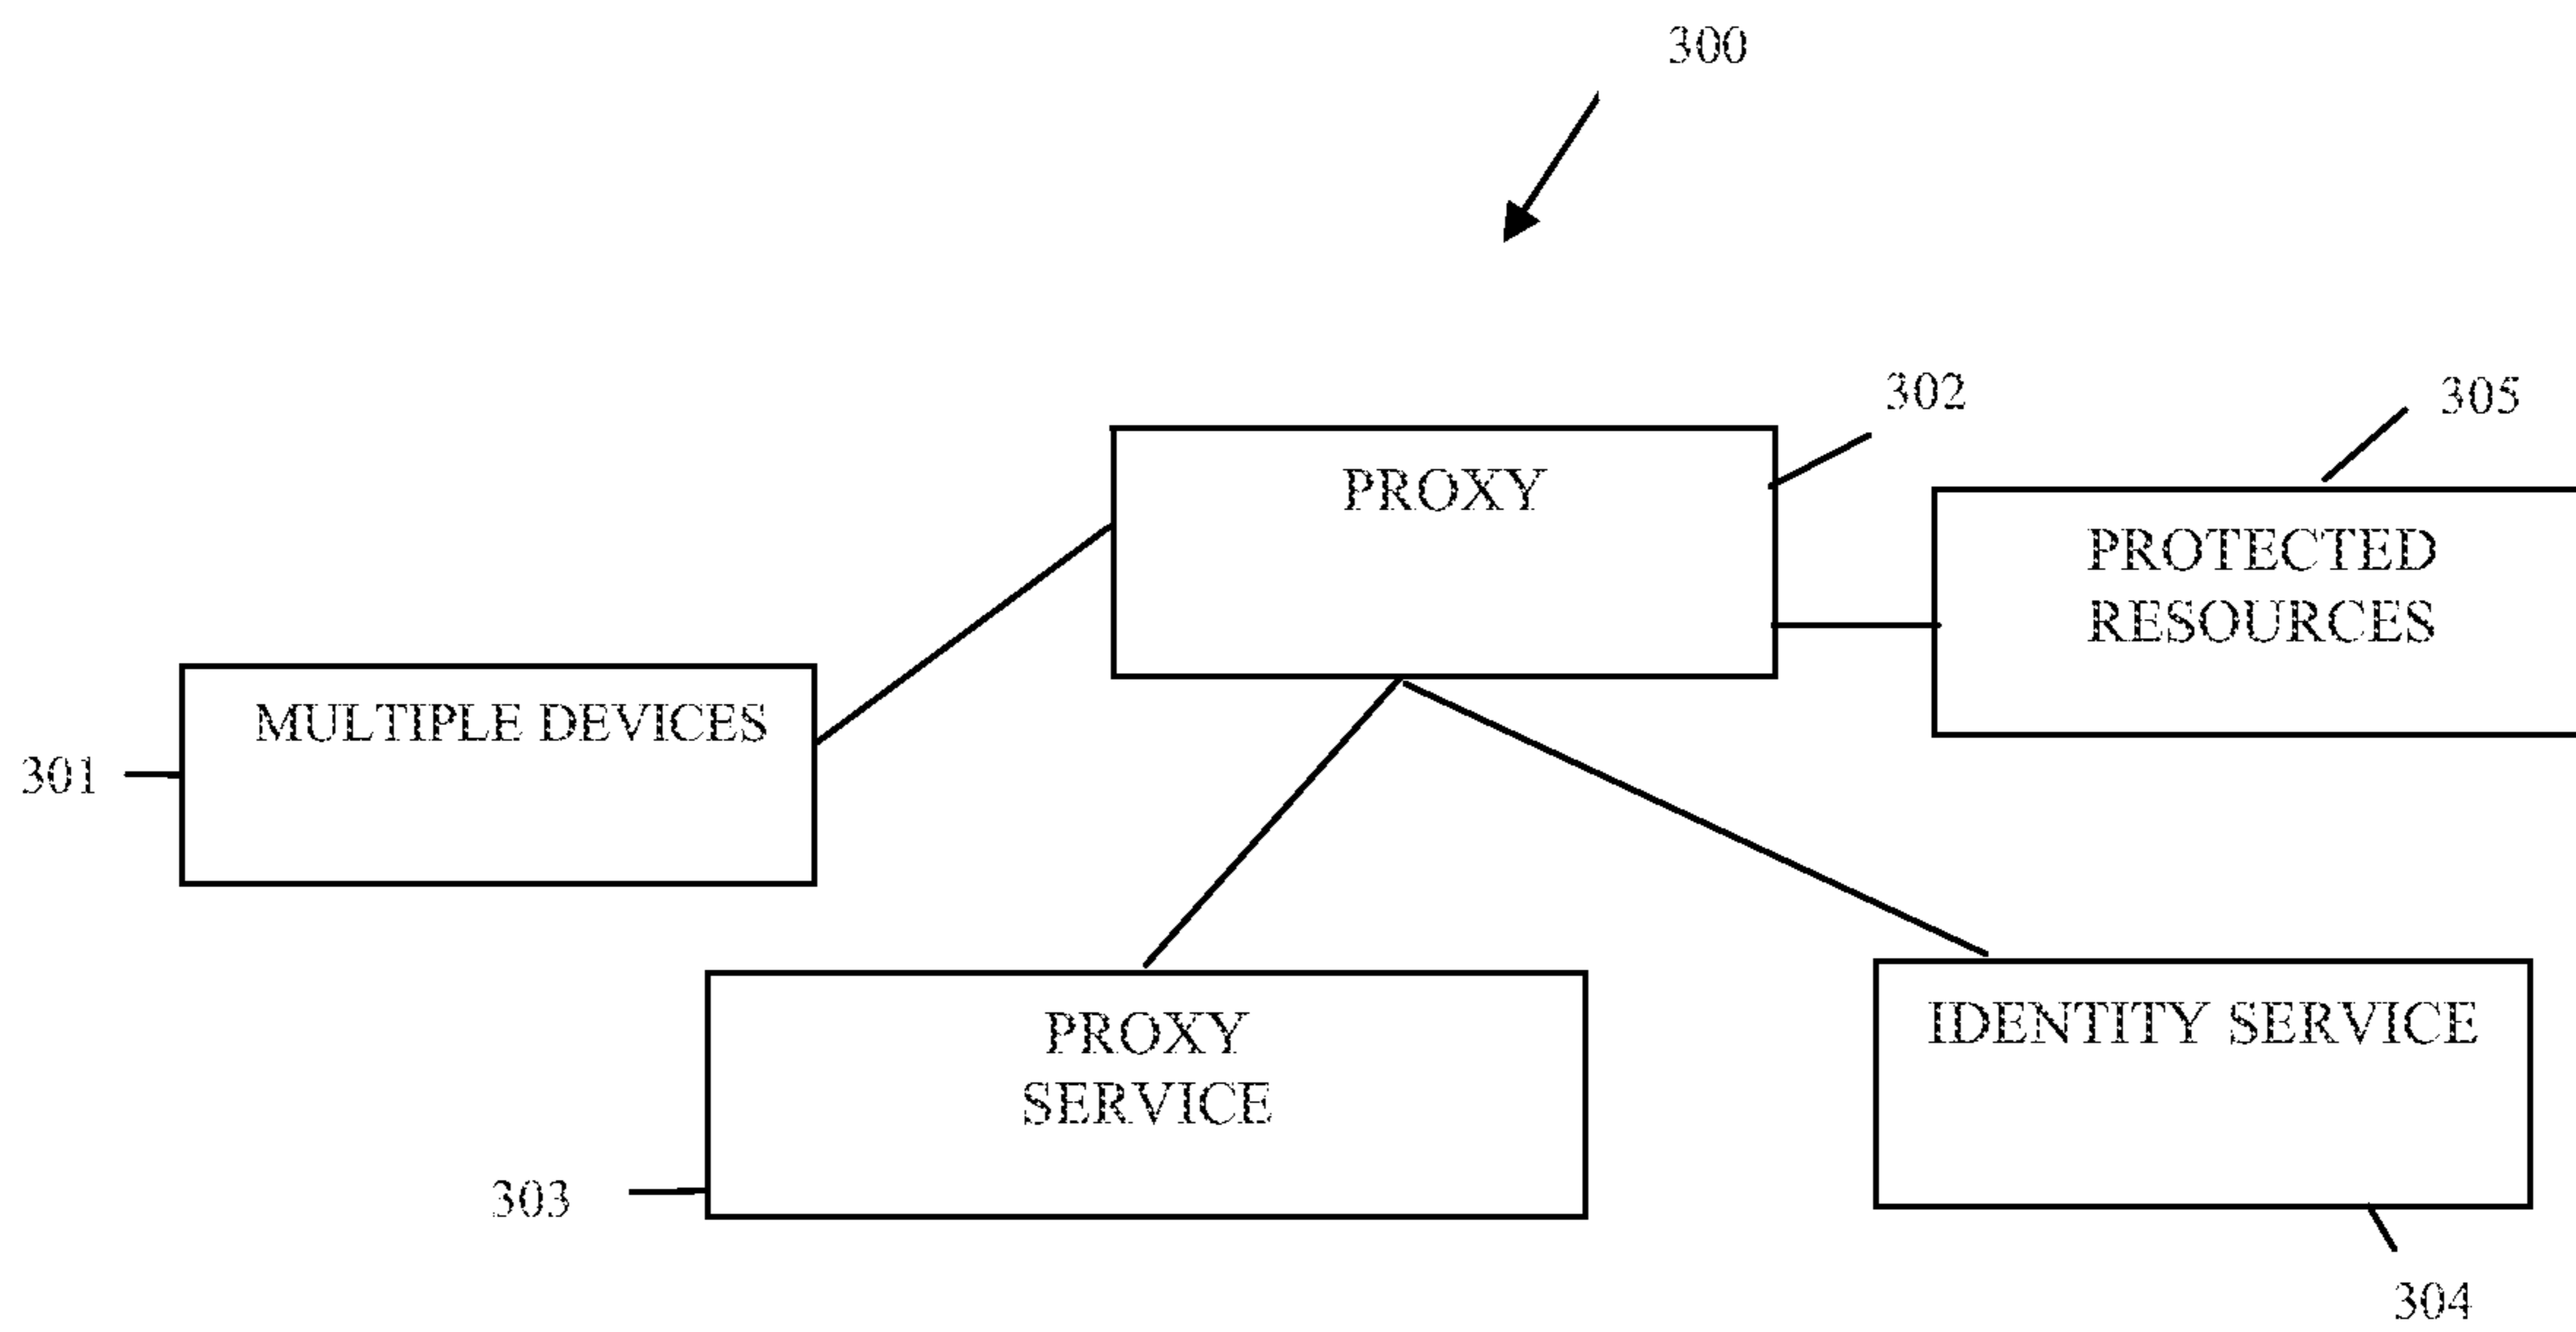 300
302
305
PROXY
PROTECTED
RESOURCES
MULTIPLE DEVICES
301
PROXY
SERVICE
IDENTITY SERVICE
303
304